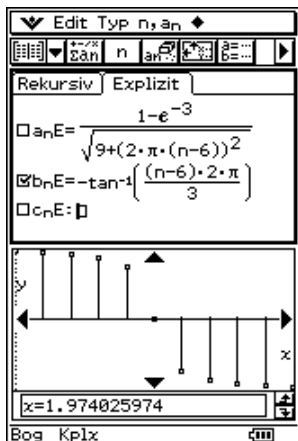 Edit Typ n,aₙ ◆
Σan n
Rekursiv Explizit
□aₙE=(1-e⁻³)/√(9+(2·π·(n-6))²)
☑bₙE=-tan⁻¹((n-6)·2·π/3)
□cₙE:□
y
x
x=1.974025974
Bog Kplx